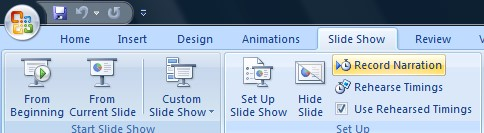 Home Insert Design Animations Slide Show Review
From Beginning
From Current Slide
Custom Slide Show
Start Slide Show
Set Up Slide Show
Hide Slide
Record Narration
Rehearse Timings
Use Rehearsed Timings
Set Up